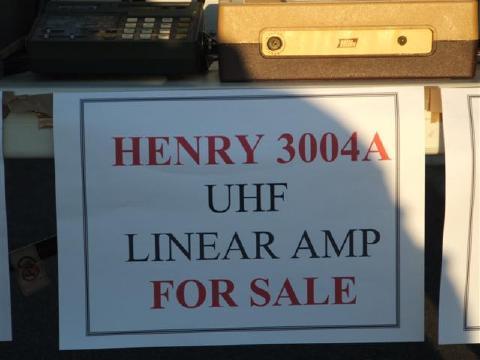 HENRY 3004A
UHF
LINEAR AMP
FOR SALE